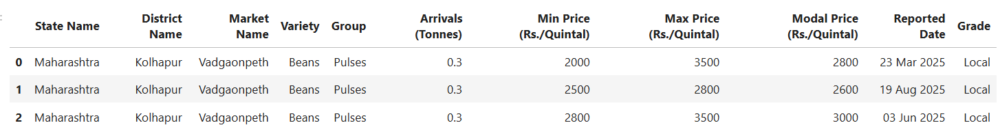 State Name District Name Market Name Variety Group Arrivals (Tonnes) Min Price (Rs./Quintal) Max Price (Rs./Quintal) Modal Price (Rs./Quintal) Reported Date Grade
0 Maharashtra Kolhapur Vadgaonpeth Beans Pulses 0.3 2000 3500 2800 23 Mar 2025 Local
1 Maharashtra Kolhapur Vadgaonpeth Beans Pulses 0.3 2500 2800 2600 19 Aug 2025 Local
2 Maharashtra Kolhapur Vadgaonpeth Beans Pulses 0.3 2800 3500 3000 03 Jun 2025 Local